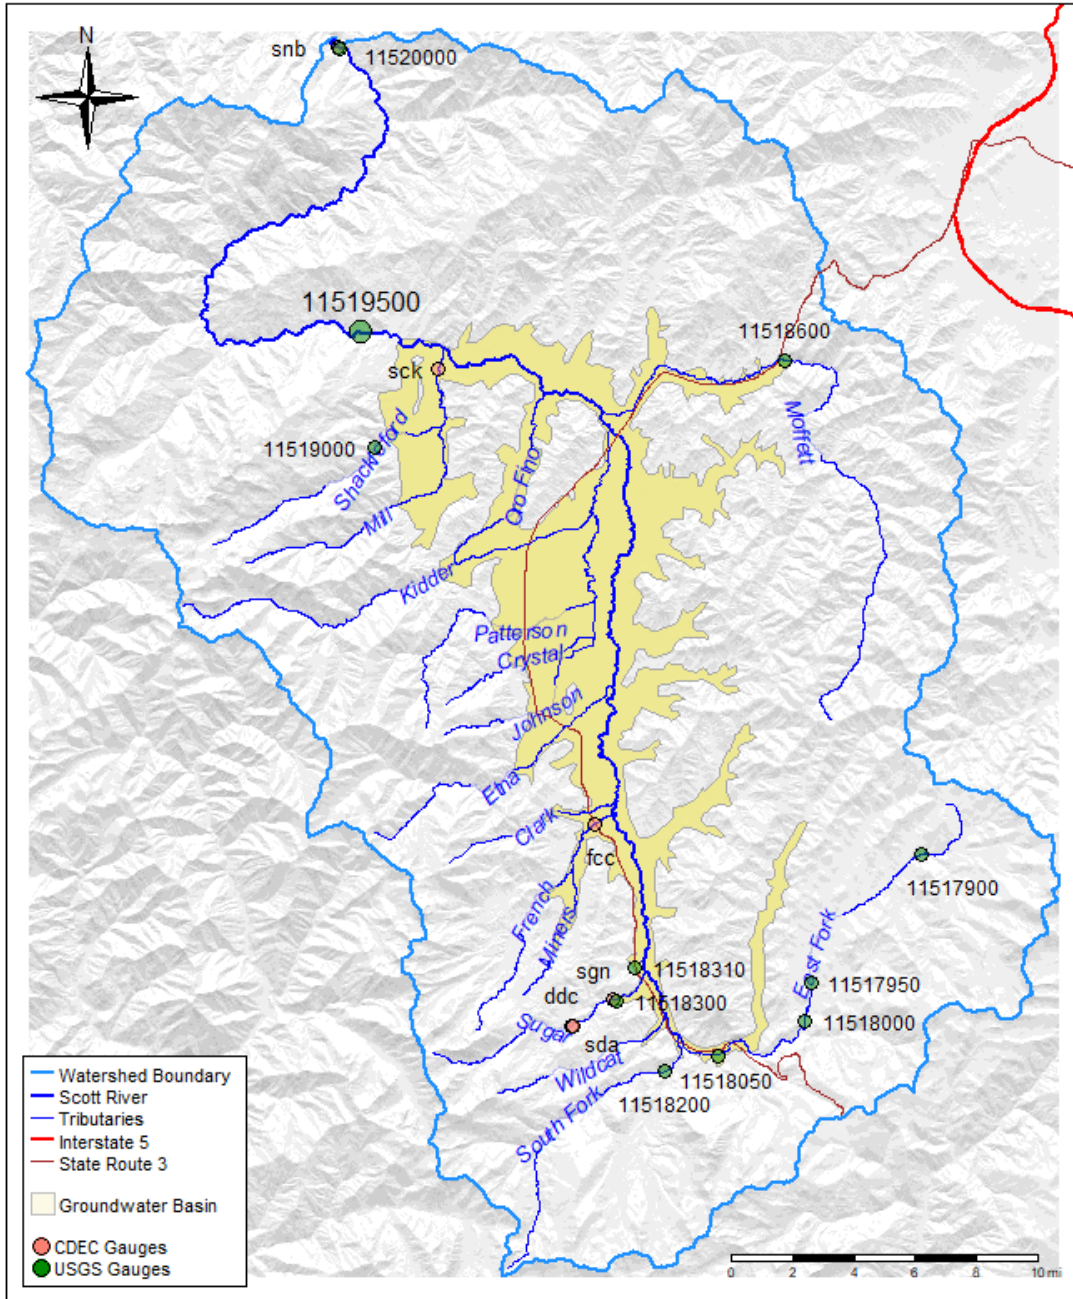 N
snb
11520000
11519500
11518600
sck
11519000
Shackleford
Mill
Oro Fino
Moffett
Kidder
Patterson
Crystal
Johnson
Etna
Clark
fcc
11517900
French
Miners
East Fork
sgn
11518310
11517950
ddc
11518300
11518000
Sugar
sda
Wildcat
11518050
11518200
South Fork
Watershed Boundary
Scott River
Tributaries
Interstate 5
State Route 3
Groundwater Basin
CDEC Gauges
USGS Gauges
0 2 4 6 8 10 mi